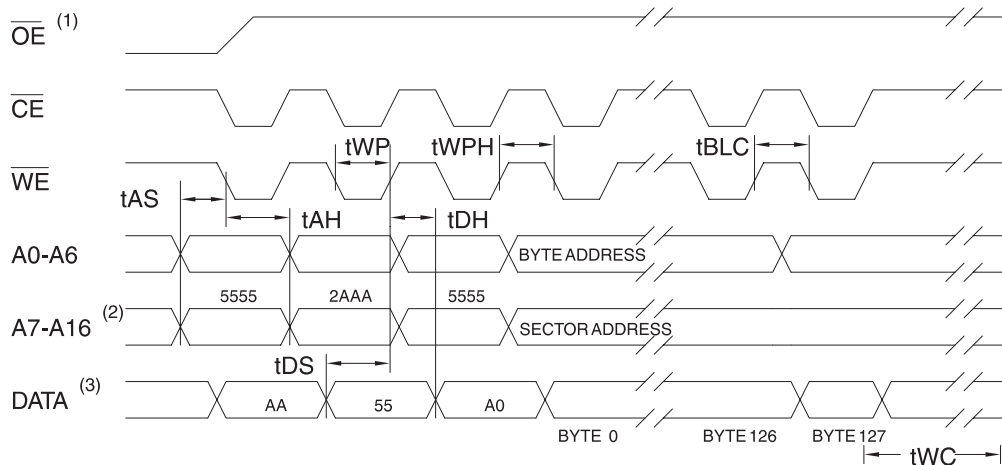 OE (1)
CE
tWP tWPH tBLC
WE
tAS
tAH tDH
A0-A6 BYTE ADDRESS
5555 2AAA 5555
A7-A16 (2) SECTOR ADDRESS
tDS
DATA (3) AA 55 A0
BYTE 0 BYTE 126 BYTE 127
tWC